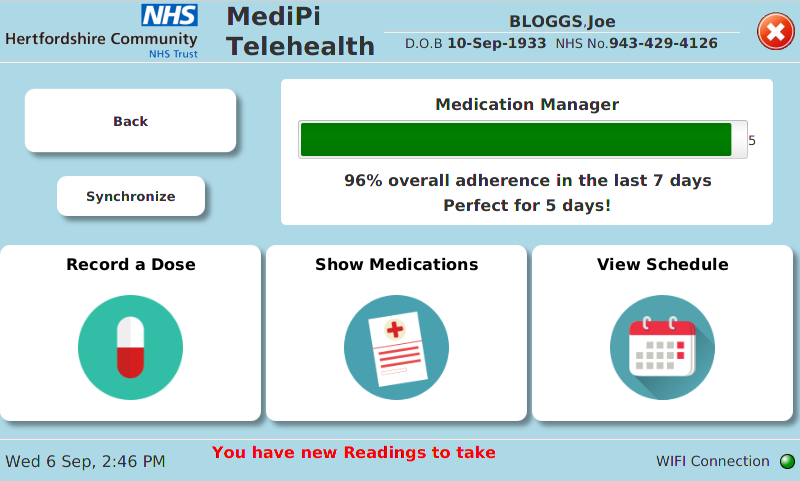 NHS
Hertfordshire Community
NHS Trust
MediPi
Telehealth
BLOGGS,Joe
D.O.B 10-Sep-1933 NHS No.943-429-4126
Back
Synchronize
Medication Manager
5
96% overall adherence in the last 7 days
Perfect for 5 days!
Record a Dose
Show Medications
View Schedule
Wed 6 Sep, 2:46 PM
You have new Readings to take
WIFI Connection